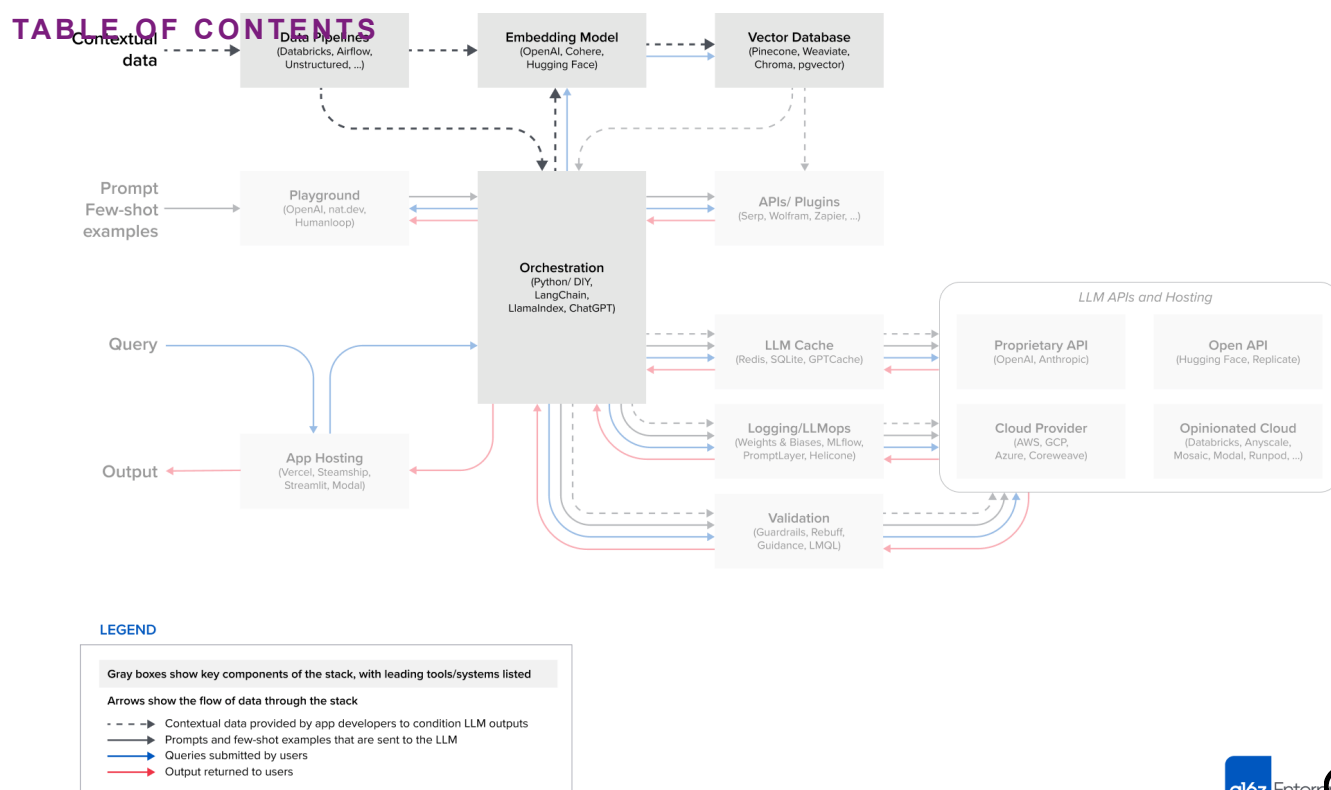 TABLE OF CONTENTS
Contextual
data
Data Pipelines
(Databricks, Airflow,
Unstructured, ...)
Embedding Model
(OpenAI, Cohere,
Hugging Face)
Vector Database
(Pinecone, Weaviate,
Chroma, pgvector)
Prompt
Few-shot
examples
Playground
(OpenAI, nat.dev,
Humanloop)
Orchestration
(Python/ DIY,
LangChain,
LlamaIndex, ChatGPT)
APIs/ Plugins
(Serp, Wolfram, Zapier, ...)
Query
Output
App Hosting
(Vercel, Steamship,
Streamlit, Modal)
LLM Cache
(Redis, SQLite, GPTCache)
Logging/LLMops
(Weights & Biases, MLflow,
PromptLayer, Helicone)
Validation
(Guardrails, Rebuff,
Guidance, LMQL)
LLM APIs and Hosting
Proprietary API
(OpenAI, Anthropic)
Open API
(Hugging Face, Replicate)
Cloud Provider
(AWS, GCP,
Azure, Coreweave)
Opinionated Cloud
(Databricks, Anyscale,
Mosaic, Modal, Runpod, ...)
LEGEND
Gray boxes show key components of the stack, with leading tools/systems listed
Arrows show the flow of data through the stack
Contextual data provided by app developers to condition LLM outputs
Prompts and few-shot examples that are sent to the LLM
Queries submitted by users
Output returned to users
a16z